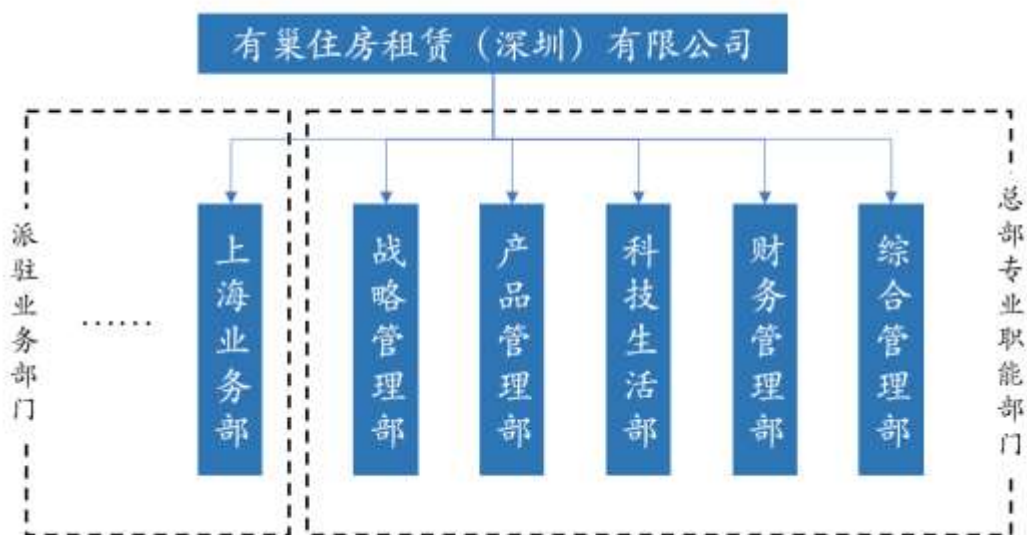 有巢住房租赁（深圳）有限公司
派驻业务部门
……
上海业务部
战略管理部
产品管理部
科技生活部
财务管理部
综合管理部
总部专业职能部门